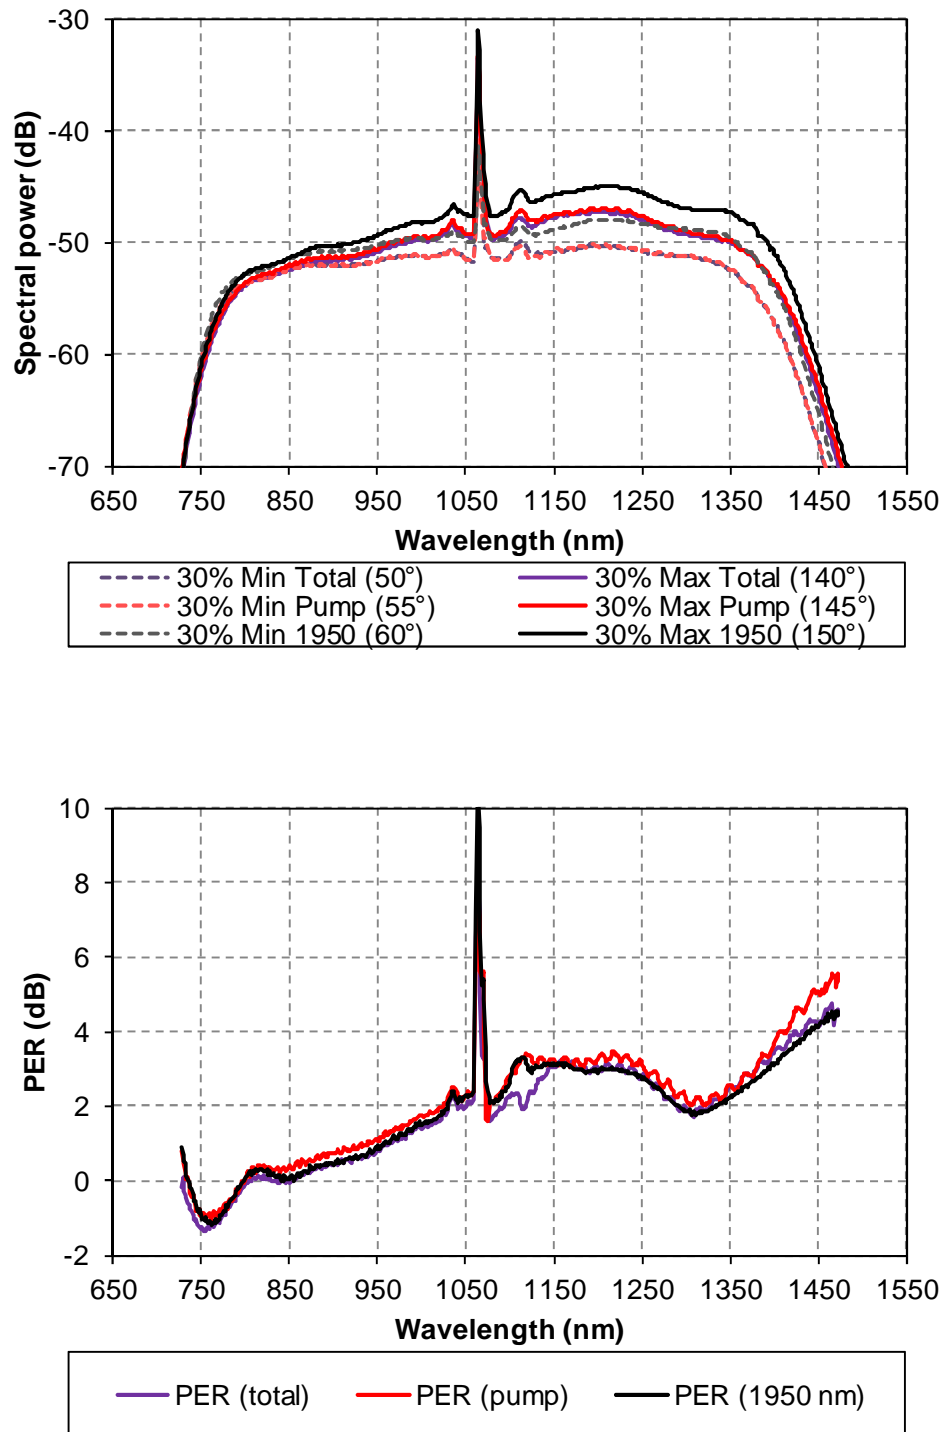 -30
-40
-50
-60
-70
Spectral power (dB)
650 750 850 950 1050 1150 1250 1350 1450 1550
Wavelength (nm)
30% Min Total (50°) 30% Max Total (140°)
30% Min Pump (55°) 30% Max Pump (145°)
30% Min 1950 (60°) 30% Max 1950 (150°)
10
8
6
4
2
0
-2
PER (dB)
650 750 850 950 1050 1150 1250 1350 1450 1550
Wavelength (nm)
PER (total) PER (pump) PER (1950 nm)